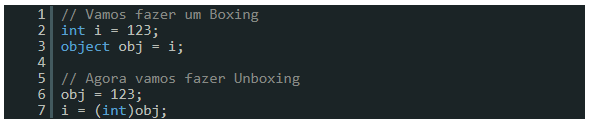 1 // Vamos fazer um Boxing
2 int i = 123;
3 object obj = i;
4
5 // Agora vamos fazer Unboxing
6 obj = 123;
7 i = (int)obj;